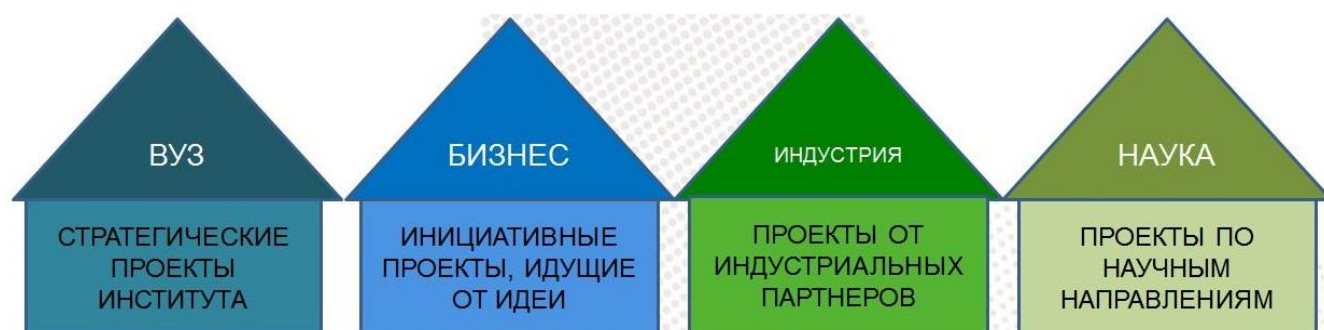 ВУЗ
БИЗНЕС
ИНДУСТРИЯ
НАУКА
СТРАТЕГИЧЕСКИЕ
ПРОЕКТЫ
ИНСТИТУТА
ИНИЦИАТИВНЫЕ
ПРОЕКТЫ, ИДУЩИЕ
ОТ ИДЕИ
ПРОЕКТЫ ОТ
ИНДУСТРИАЛЬНЫХ
ПАРТНЕРОВ
ПРОЕКТЫ ПО
НАУЧНЫМ
НАПРАВЛЕНИЯМ